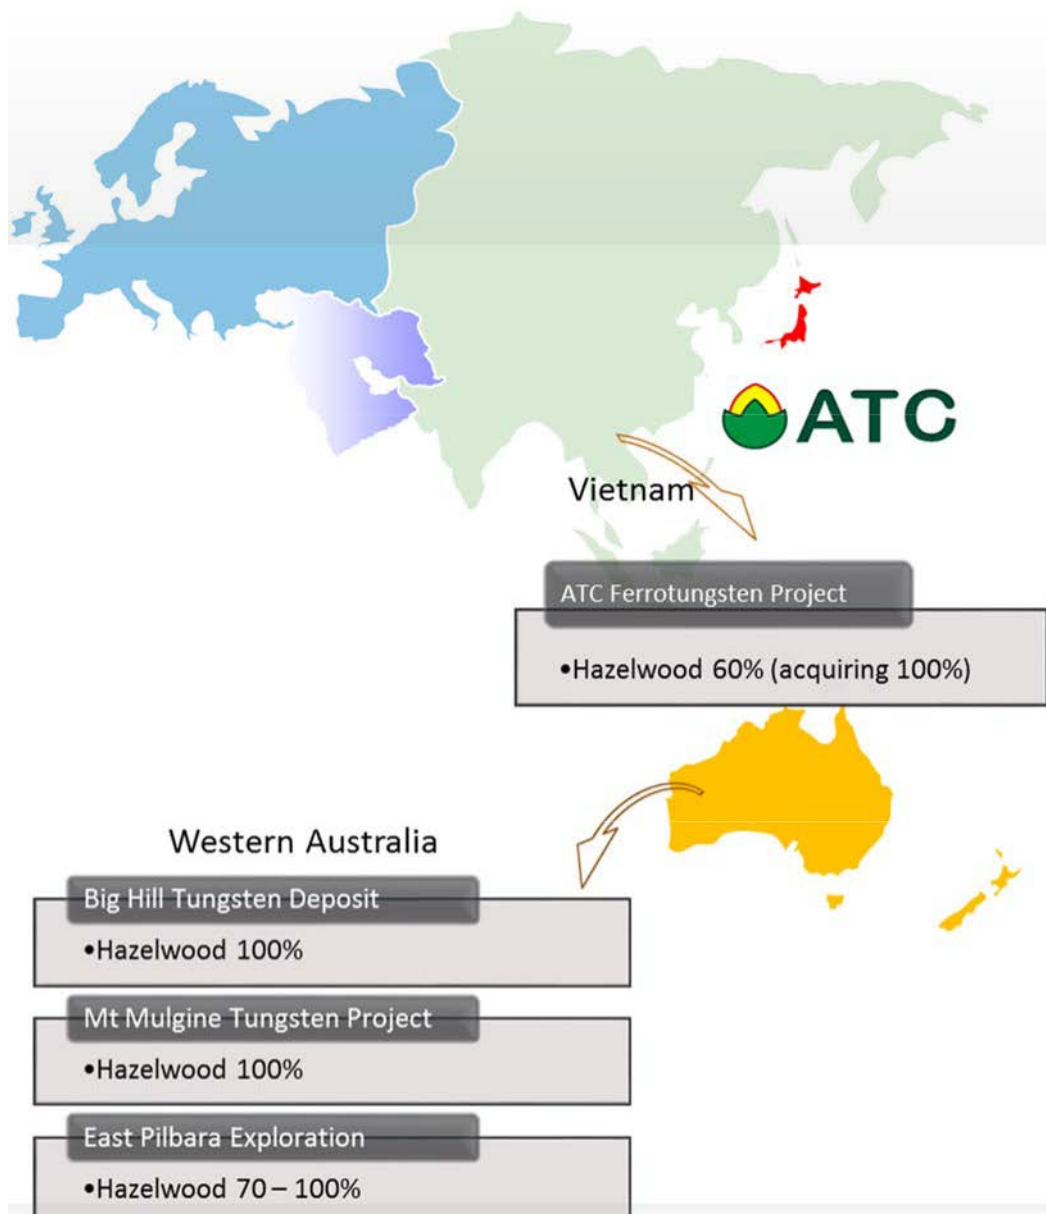 ATC
Vietnam
ATC Ferrotungsten Project
•Hazelwood 60% (acquiring 100%)
Western Australia
Big Hill Tungsten Deposit
•Hazelwood 100%
Mt Mulgine Tungsten Project
•Hazelwood 100%
East Pilbara Exploration
•Hazelwood 70 – 100%